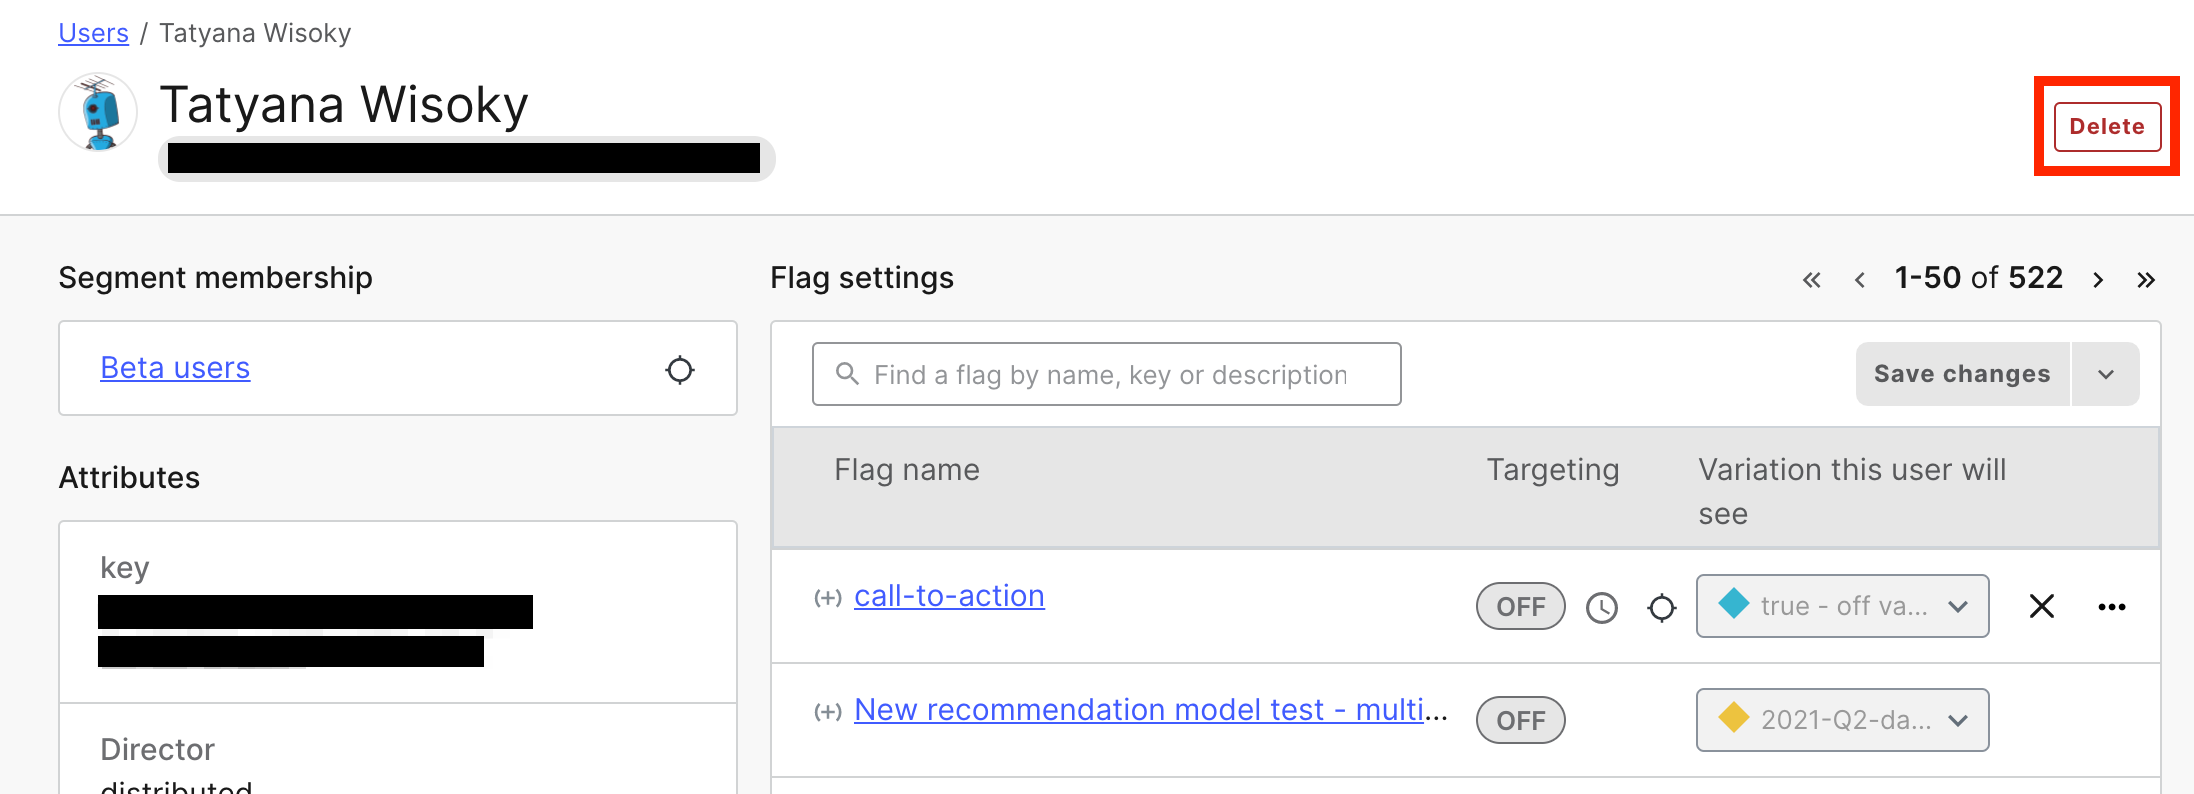 Users / Tatyana Wisoky
Tatyana Wisoky
Delete
Segment membership
Beta users
Attributes
key
Director
distributed
Flag settings
1-50 of 522
Find a flag by name, key or description
Save changes
Flag name
Targeting
Variation this user will
see
(+) call-to-action
OFF
true - off va...
(+) New recommendation model test - multi...
OFF
2021-Q2-da...